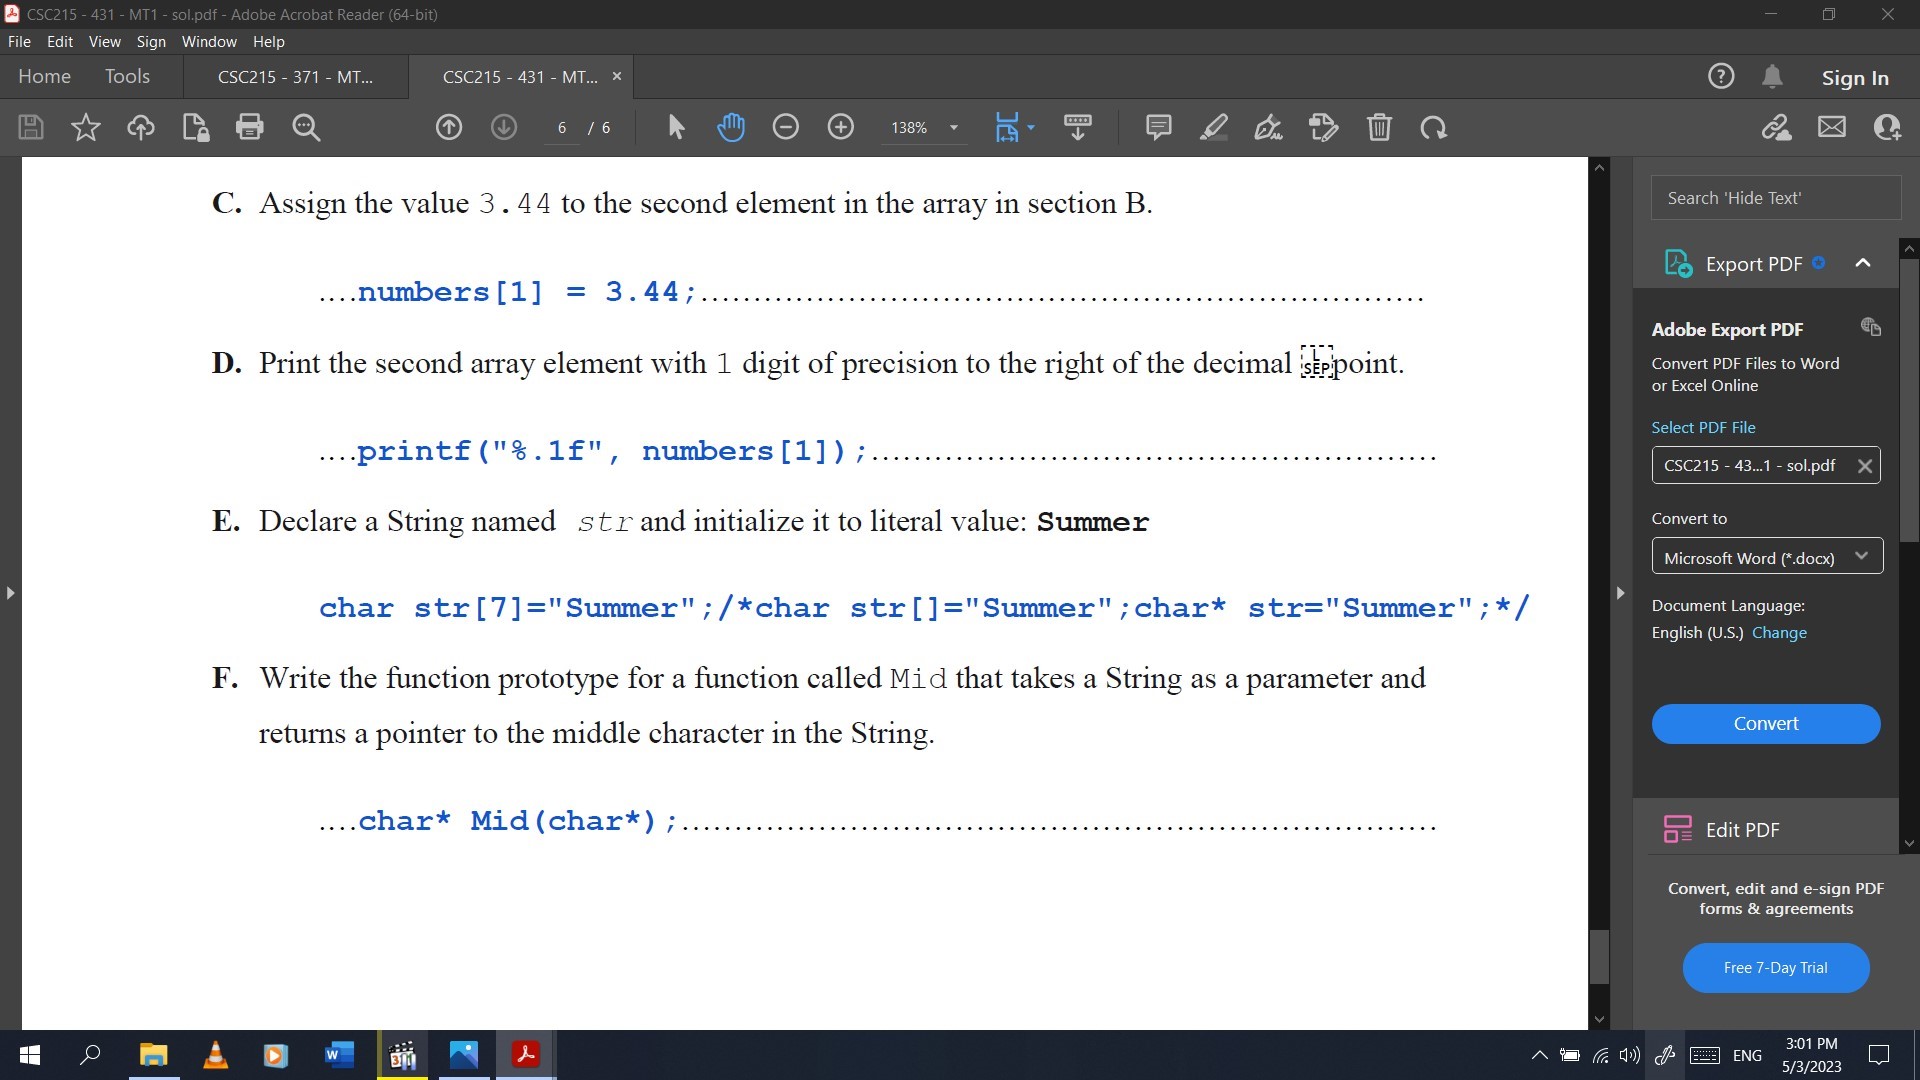 CSC215 - 431 - MT1 - sol.pdf - Adobe Acrobat Reader (64-bit)
File Edit View Sign Window Help
Home Tools CSC215 - 371 - MT... CSC215 - 431 - MT... × Sign In
6 / 6 138%
C. Assign the value 3.44 to the second element in the array in section B.
....numbers[1] = 3.44;.....................................................................
D. Print the second array element with 1 digit of precision to the right of the decimal L SEP point.
....printf("%.1f", numbers[1]);......................................................
E. Declare a String named str and initialize it to literal value: Summer
char str[7]="Summer";/*char str[]="Summer";char* str="Summer";*/
F. Write the function prototype for a function called Mid that takes a String as a parameter and
returns a pointer to the middle character in the String.
....char* Mid(char*);........................................................................
Search 'Hide Text'
Export PDF
Adobe Export PDF
Convert PDF Files to Word
or Excel Online
Select PDF File
CSC215 - 43...1 - sol.pdf
Convert to
Microsoft Word (*.docx)
Document Language:
English (U.S.) Change
Convert
Edit PDF
Convert, edit and e-sign PDF
forms & agreements
Free 7-Day Trial
ENG
3:01 PM
5/3/2023